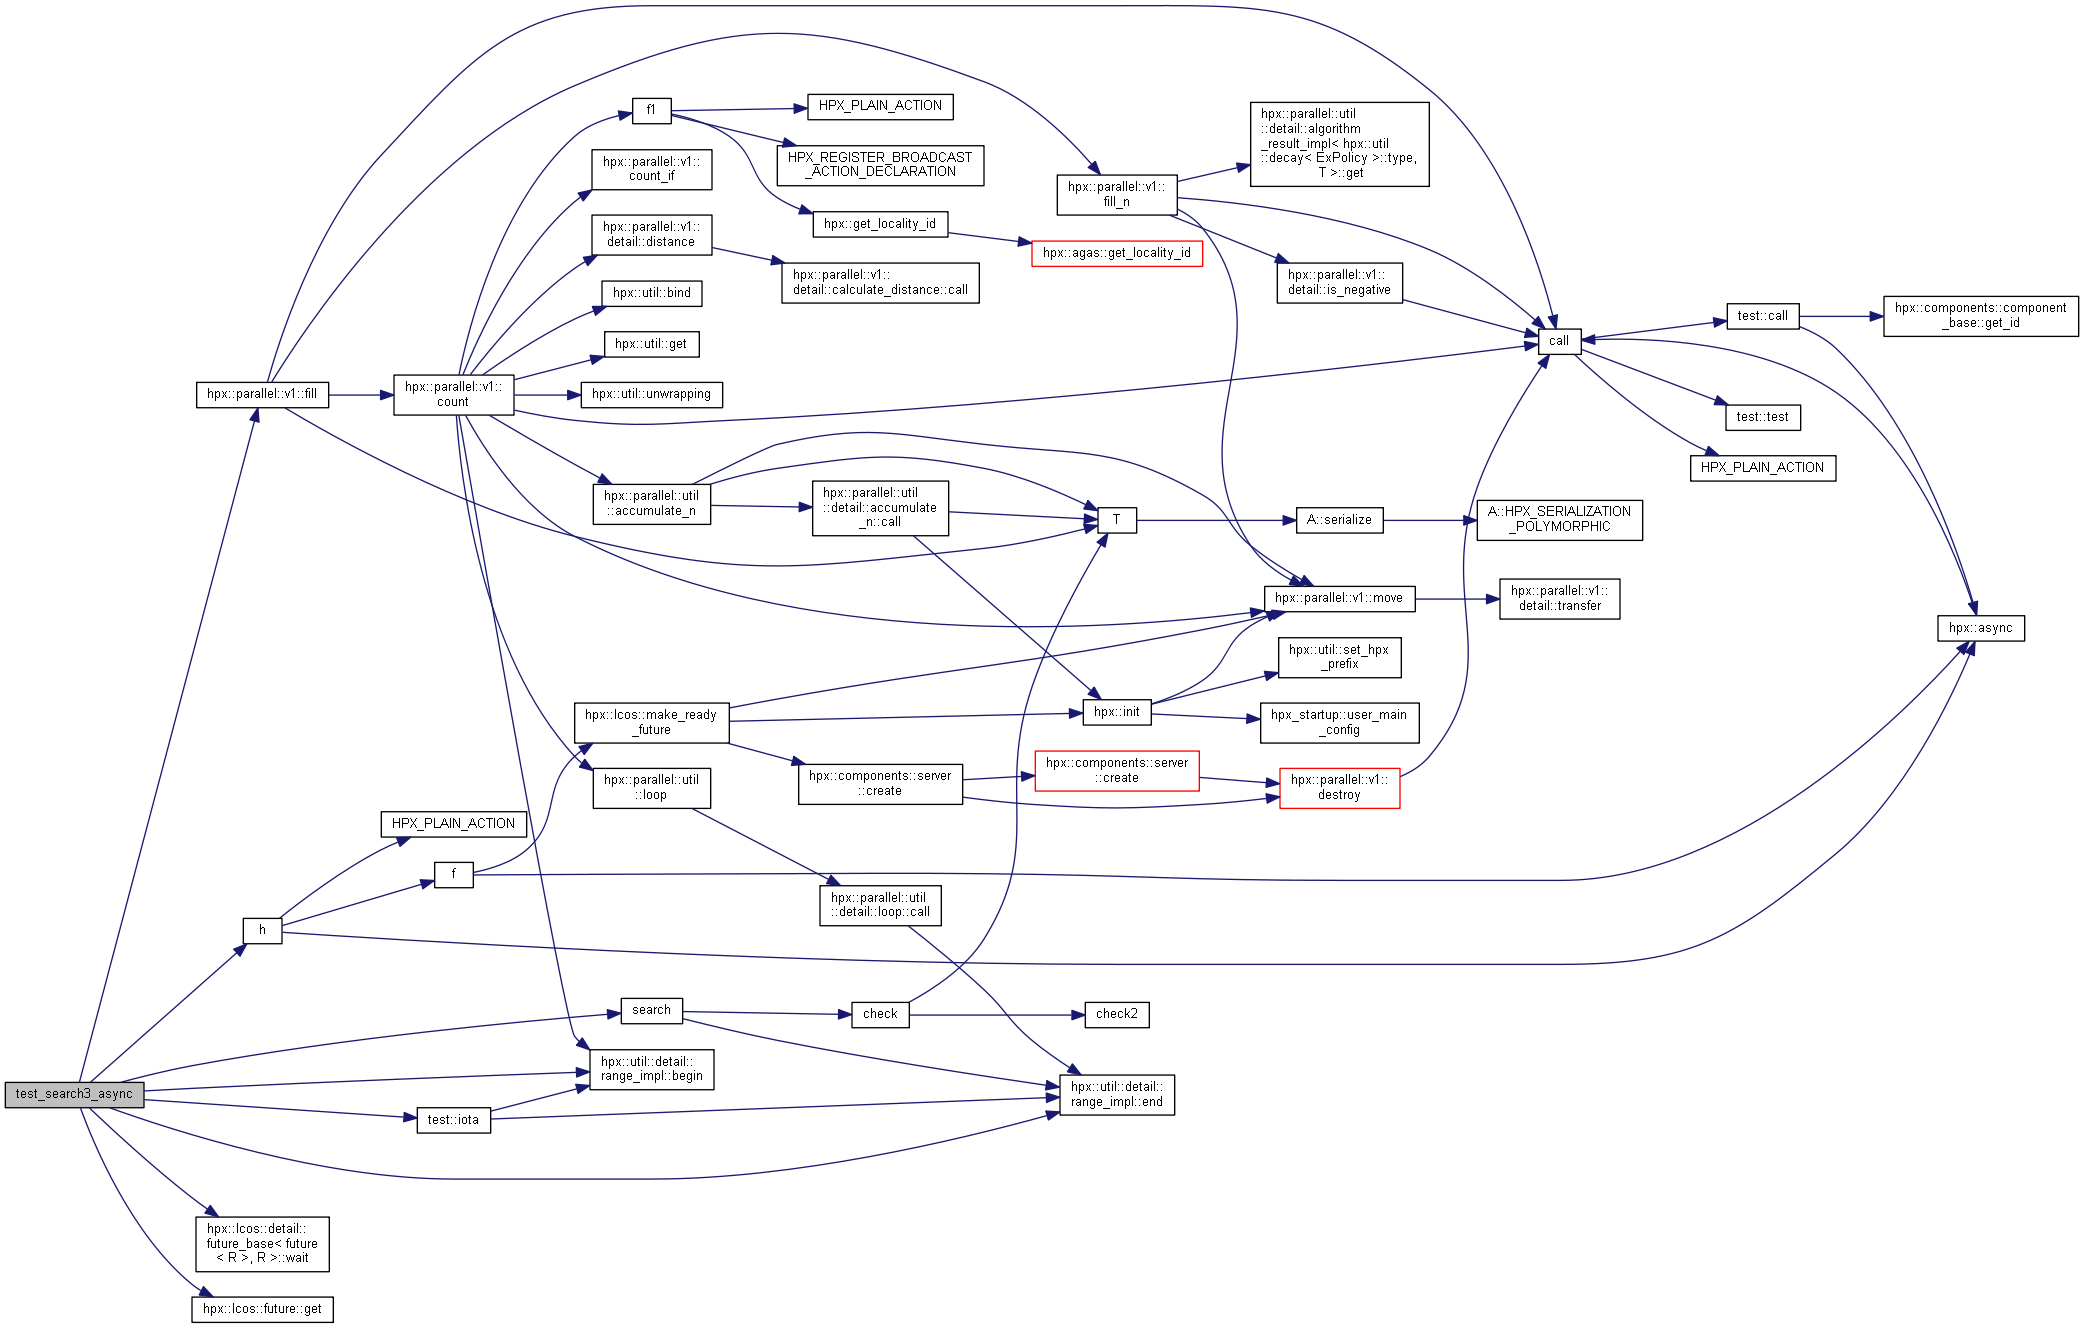 f1
HPX_PLAIN_ACTION
hpx::parallel::util
::detail::algorithm
_result_impl< hpx::util
::decay< ExPolicy >::type,
T >::get
HPX_REGISTER_BROADCAST
_ACTION_DECLARATION
hpx::parallel::v1::
count_if
hpx::parallel::v1::
fill_n
hpx::get_locality_id
hpx::parallel::v1::
detail::distance
hpx::agas::get_locality_id
hpx::parallel::v1::
detail::calculate_distance::call
hpx::parallel::v1::
detail::is_negative
hpx::util::bind
hpx::components::component
_base::get_id
test::call
call
hpx::util::get
hpx::parallel::v1::fill
hpx::parallel::v1::
count
hpx::util::unwrapping
test::test
HPX_PLAIN_ACTION
hpx::parallel::util
::accumulate_n
hpx::parallel::util
::detail::accumulate
_n::call
T
A::serialize
A::HPX_SERIALIZATION
_POLYMORPHIC
hpx::parallel::v1::move
hpx::parallel::v1::
detail::transfer
hpx::async
hpx::util::set_hpx
_prefix
hpx::lcos::make_ready
_future
hpx::init
hpx_startup::user_main
_config
hpx::parallel::util
::loop
hpx::components::server
::create
hpx::components::server
::create
hpx::parallel::v1::
destroy
HPX_PLAIN_ACTION
f
hpx::parallel::util
::detail::loop::call
h
search
check
check2
hpx::util::detail::
range_impl::begin
test_search3_async
test::iota
hpx::util::detail::
range_impl::end
hpx::lcos::detail::
future_base< future
< R >, R >::wait
hpx::lcos::future::get